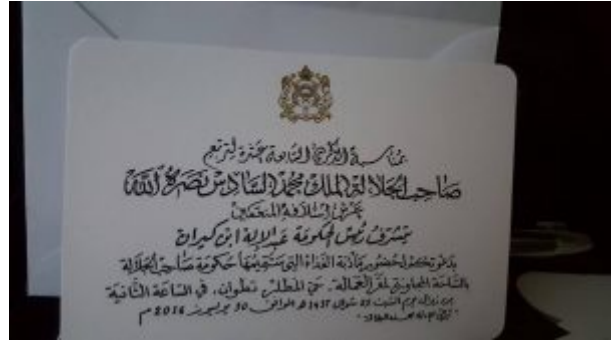 بمناسبة الذكرى السابعة عشرة لتربع
صاحب الجلالة الملك محمد السادس نصره الله
على عرش أسلافه المنعمين
يتشرف رئيس الحكومة عبد الإله ابن كيران
بدعوتكم لحضور مأدبة الغداء التي ستقيمها حكومة صاحب الجلالة
بالساحة المجاورة لمقر العمالة، حي المطار، تطوان، في الساعة الثانية
من زوال يوم السبت 25 شوال 1437 هـ الموافق 30 يوليوز 2016 م